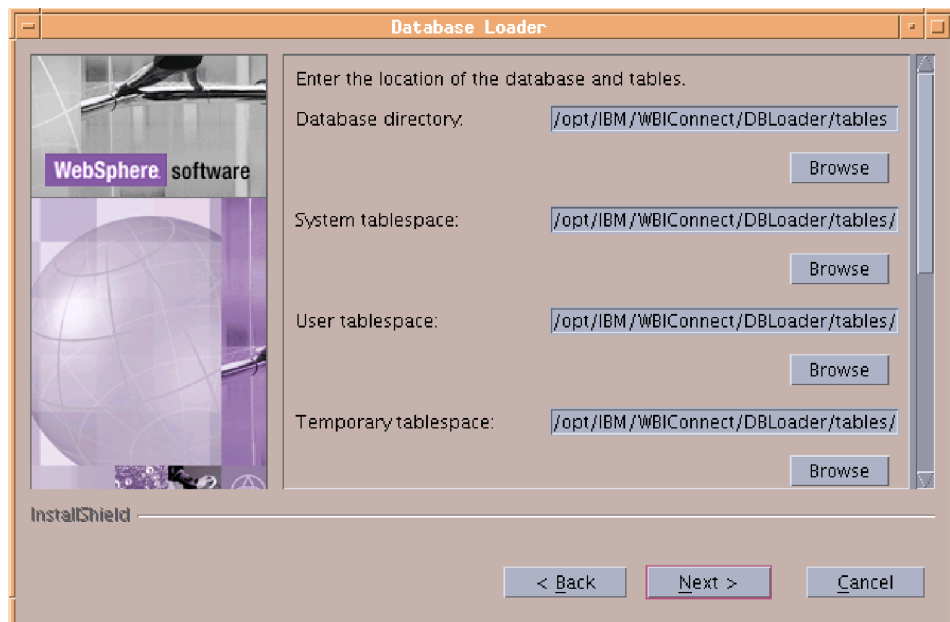 Database Loader
WebSphere software
Enter the location of the database and tables.
Database directory: /opt/IBM/WBIConnect/DBLoader/tables
Browse
System tablespace: /opt/IBM/WBIConnect/DBLoader/tables/
Browse
User tablespace: /opt/IBM/WBIConnect/DBLoader/tables/
Browse
Temporary tablespace: /opt/IBM/WBIConnect/DBLoader/tables/
Browse
InstallShield
< Back Next > Cancel